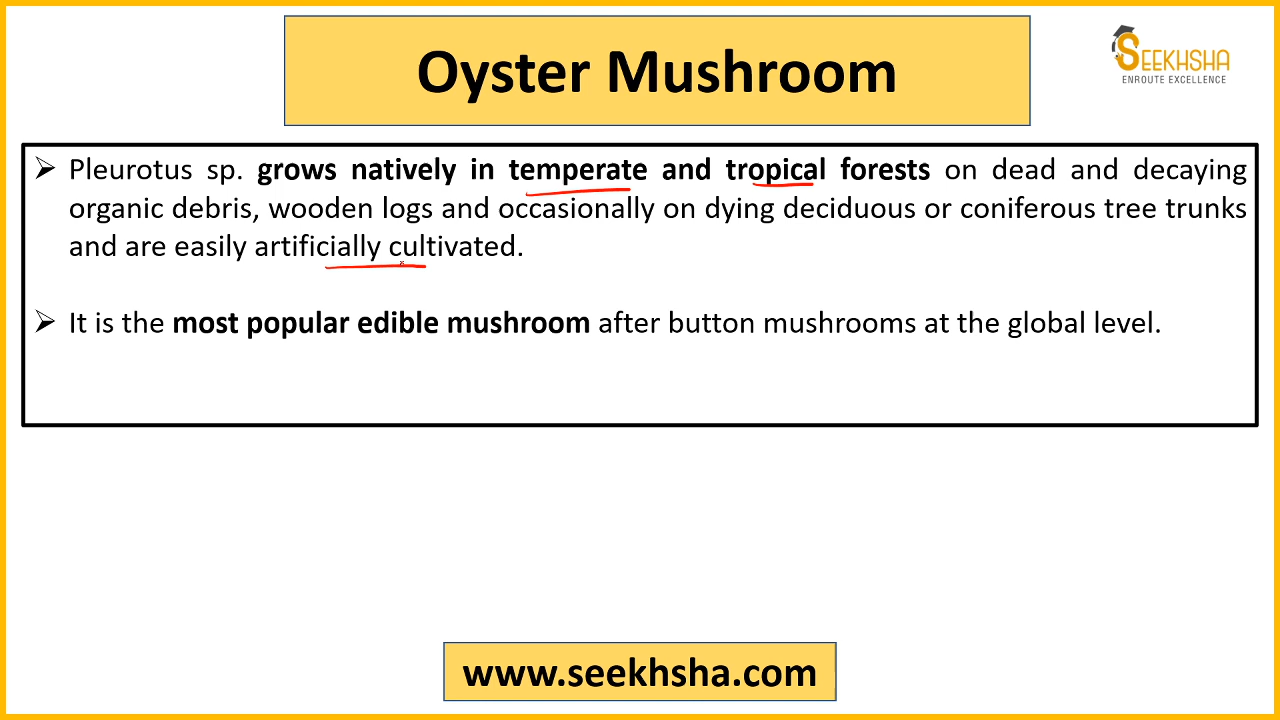 Oyster Mushroom
SEEKHSHA
ENROUTE EXCELLENCE
➢ Pleurotus sp. grows natively in temperate and tropical forests on dead and decaying
organic debris, wooden logs and occasionally on dying deciduous or coniferous tree trunks
and are easily artificially cultivated.
➢ It is the most popular edible mushroom after button mushrooms at the global level.
www.seekhsha.com